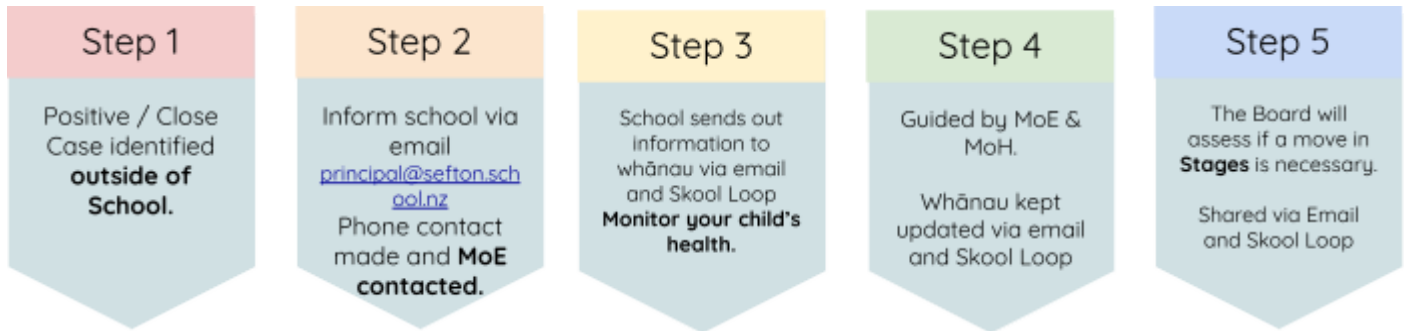 Step 1
Positive / Close
Case identified
outside of
School.
Step 2
Inform school via
email
principal@sefton.sch
ool.nz
Phone contact
made and MoE
contacted.
Step 3
School sends out
information to
whānau via email
and Skool Loop
Monitor your child's
health.
Step 4
Guided by MoE &
MoH.
Whānau kept
updated via email
and Skool Loop
Step 5
The Board will
assess if a move in
Stages is necessary.
Shared via Email
and Skool Loop